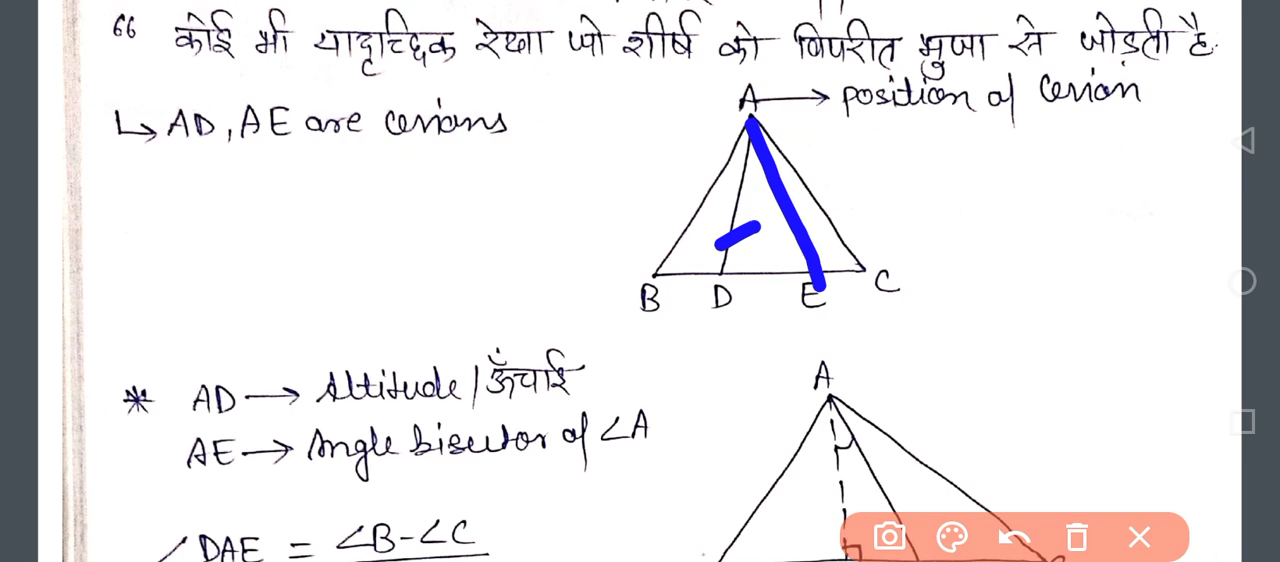 66 कोई भी यादृच्छिक रेखा जो शीर्ष को विपरीत भुजा से जोड़ती है
A → position of cevian
↳ AD, AE are cevians
B D E C
* AD → Altitude / ऊँचाई
A
AE → Angle bisector of ∠A
∠DAE = ∠B-∠C